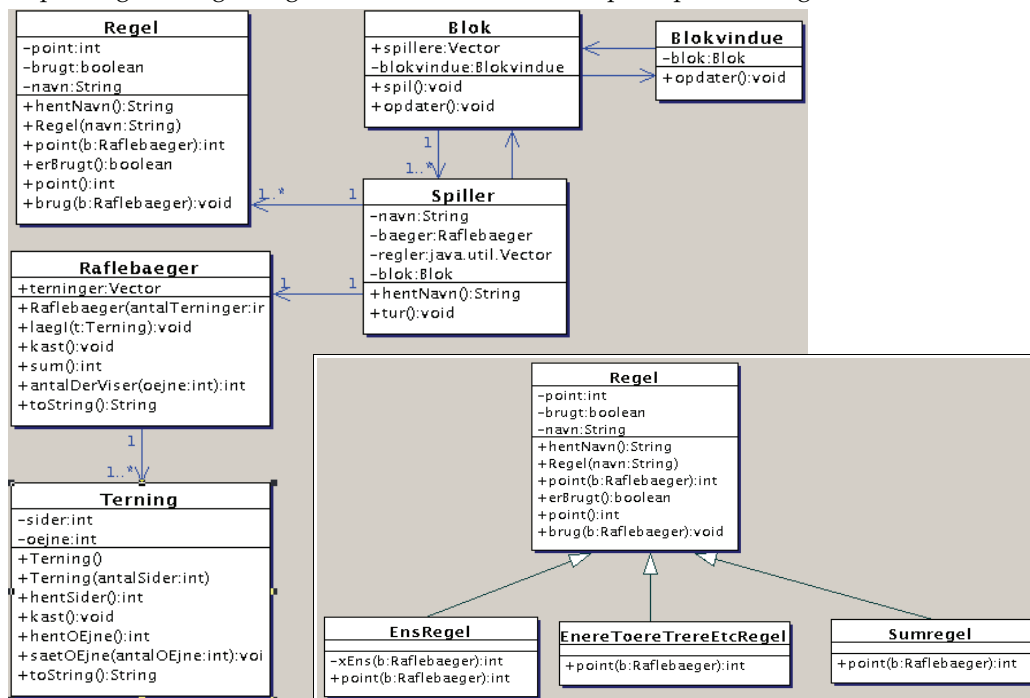 Regel
-point:int
-brugt:boolean
-navn:String
+hentNavn():String
+Regel(navn:String)
+point(b:Raflebaeger):int
+erBrugt():boolean
+point():int
+brug(b:Raflebaeger):void
Blok
+spillere:Vector
-blokvindue:Blokvindue
+spil():void
+opdater():void
Blokvindue
-blok:Blok
+opdater():void
1
1..*
1..*
1
Spiller
-navn:String
-baeger:Raflebaeger
-regler:java.util.Vector
-blok:Blok
+hentNavn():String
+tur():void
1
1
Raflebaeger
+terninger:Vector
+Raflebaeger(antalTerninger:ir
+laegI(t:Terning):void
+kast():void
+sum():int
+antalDerViser(oejne:int):int
+toString():String
1
1..*
Terning
-sider:int
-oejne:int
+Terning()
+Terning(antalSider:int)
+hentSider():int
+kast():void
+hentOEjne():int
+saetOEjne(antalOEjne:int):voi
+toString():String
Regel
-point:int
-brugt:boolean
-navn:String
+hentNavn():String
+Regel(navn:String)
+point(b:Raflebaeger):int
+erBrugt():boolean
+point():int
+brug(b:Raflebaeger):void
EnsRegel
-xEns(b:Raflebaeger):int
+point(b:Raflebaeger):int
EnereToereTrereEtcRegel
+point(b:Raflebaeger):int
Sumregel
+point(b:Raflebaeger):int